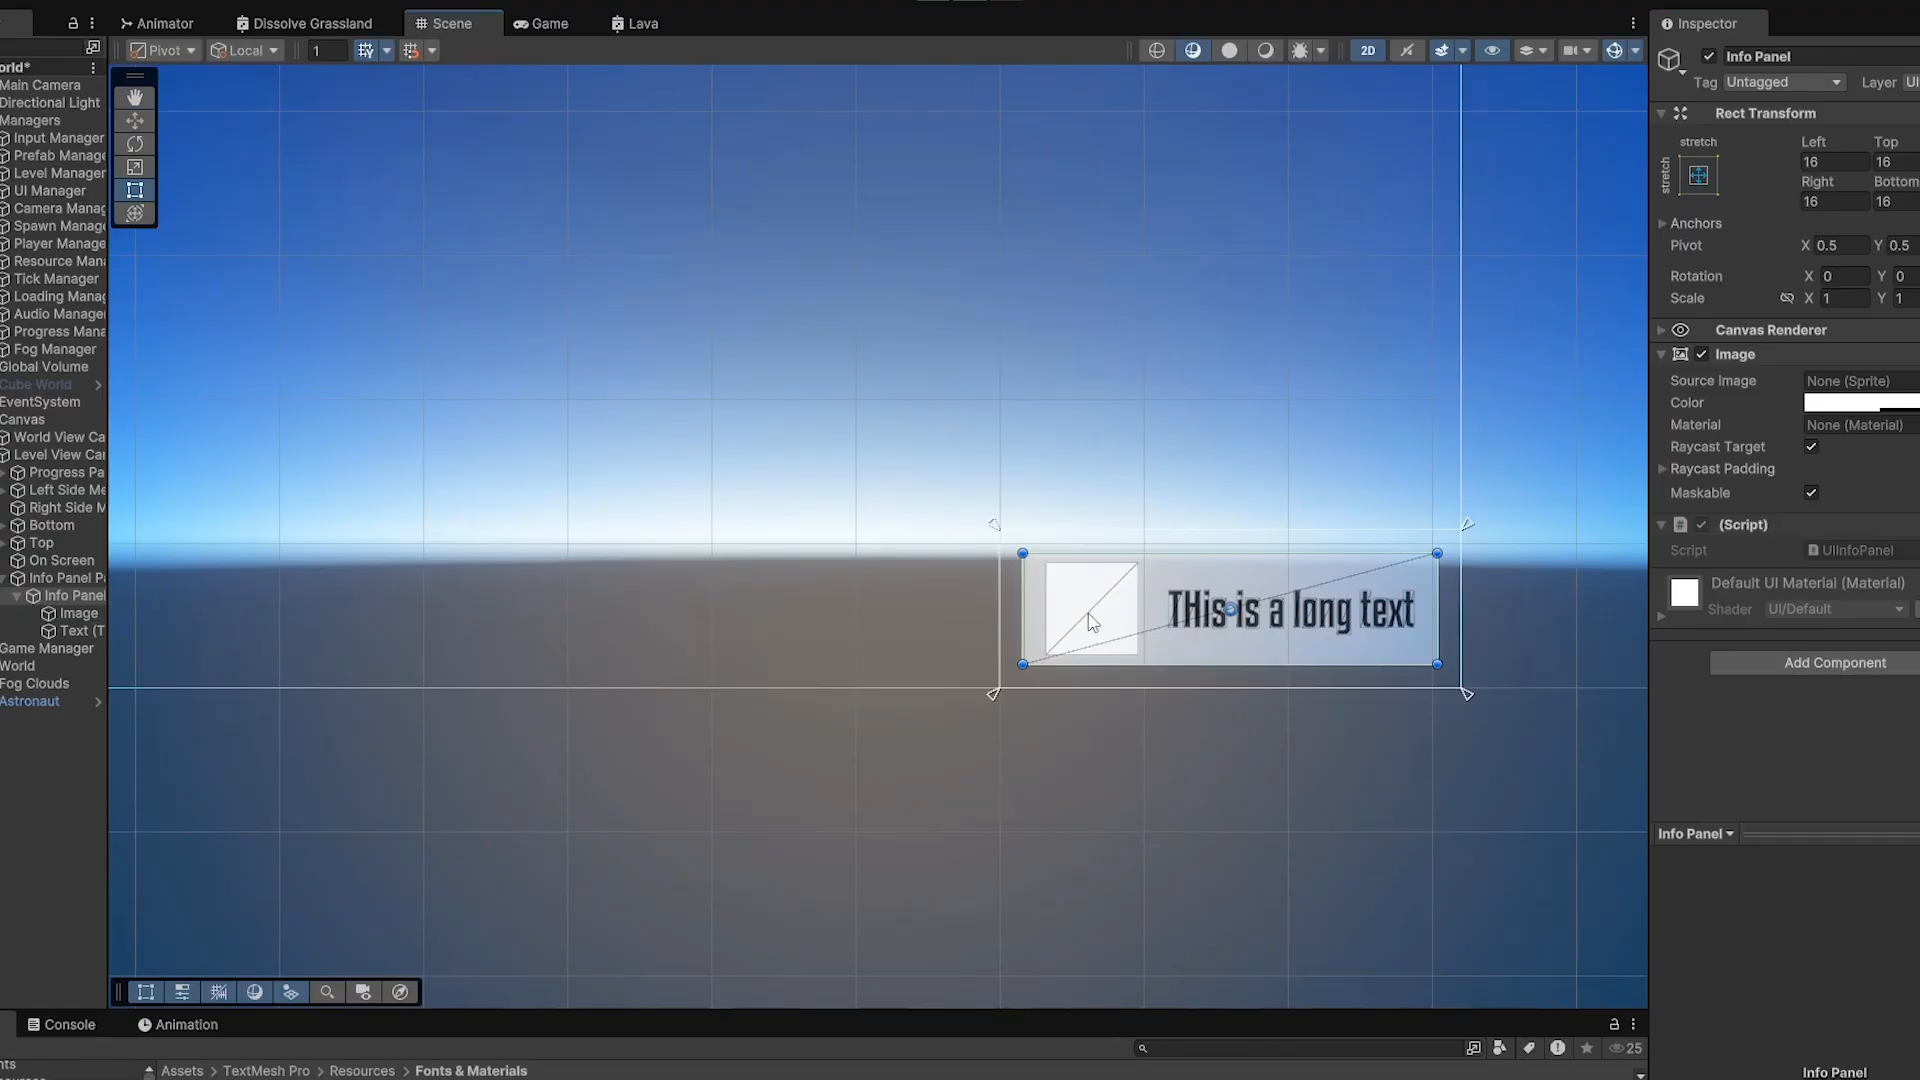 Animator
Dissolve Grassland
Scene
Game
Lava
Inspector
Pivot
Local
1
2D
Info Panel
Tag Untagged
Layer UI
orld*
Main Camera
Directional Light
Managers
Input Manager
Prefab Manage
Level Manager
UI Manager
Camera Manag
Spawn Manage
Player Manage
Resource Man
Tick Manager
Loading Manag
Audio Manager
Progress Mana
Fog Manager
Global Volume
Cube World
EventSystem
Canvas
World View Ca
Level View Can
Progress Pa
Left Side Me
Right Side M
Bottom
Top
On Screen
Info Panel P
Info Panel
Image
Text (T
Game Manager
World
Fog Clouds
Astronaut
THis is a long text
Rect Transform
stretch
stretch
Left
Top
16
16
Right
Bottom
16
16
Anchors
Pivot
X 0.5
Y 0.5
Rotation
X 0
Y 0
Scale
X 1
Y 1
Canvas Renderer
Image
Source Image
None (Sprite)
Color
Material
None (Material)
Raycast Target
Raycast Padding
Maskable
(Script)
Script
UIInfoPanel
Default UI Material (Material)
Shader
UI/Default
Add Component
Info Panel
Console
Animation
25
nts
Assets > TextMesh Pro > Resources > Fonts & Materials
Info Panel